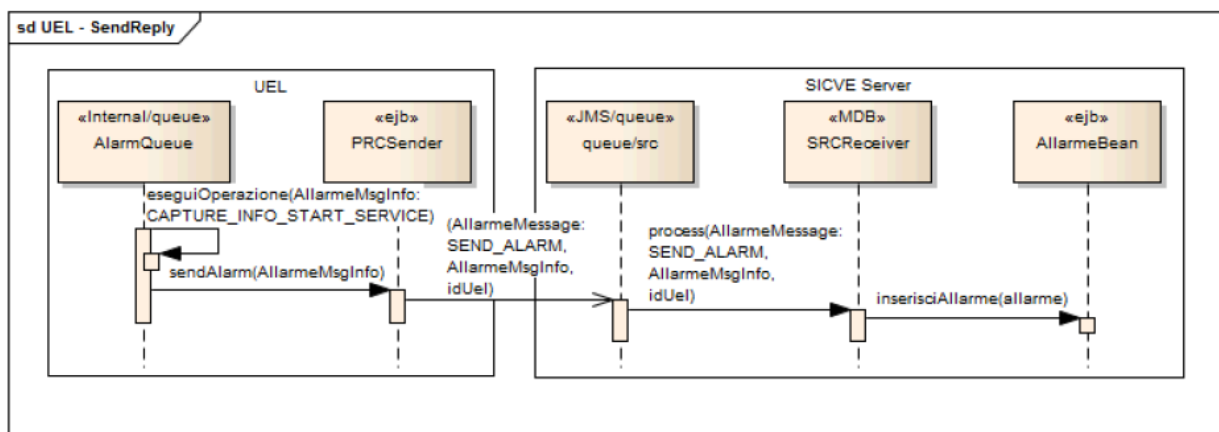 sd UEL - SendReply
UEL
SICVE Server
«Internal/queue»
AlarmQueue
«ejb»
PRCSender
«JMS/queue»
queue/src
«MDB»
SRCReceiver
«ejb»
AllarmeBean
eseguiOperazione(AllarmeMsgInfo:
CAPTURE_INFO_START_SERVICE)
sendAlarm(AllarmeMsgInfo)
(AllarmeMessage:
SEND_ALARM,
AllarmeMsgInfo,
idUel)
process(AllarmeMessage:
SEND_ALARM,
AllarmeMsgInfo,
idUel)
inserisciAllarme(allarme)